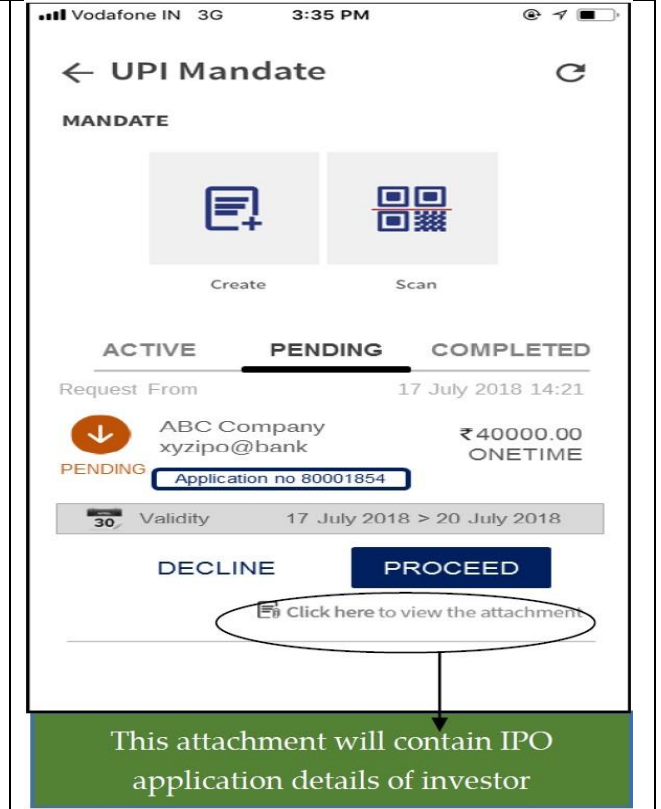 Vodafone IN 3G 3:35 PM
← UPI Mandate
MANDATE
Create Scan
ACTIVE PENDING COMPLETED
Request From 17 July 2018 14:21
ABC Company ₹40000.00
xyzipo@bank ONETIME
PENDING
Application no 80001854
30 Validity 17 July 2018 > 20 July 2018
DECLINE PROCEED
Click here to view the attachment
This attachment will contain IPO
application details of investor